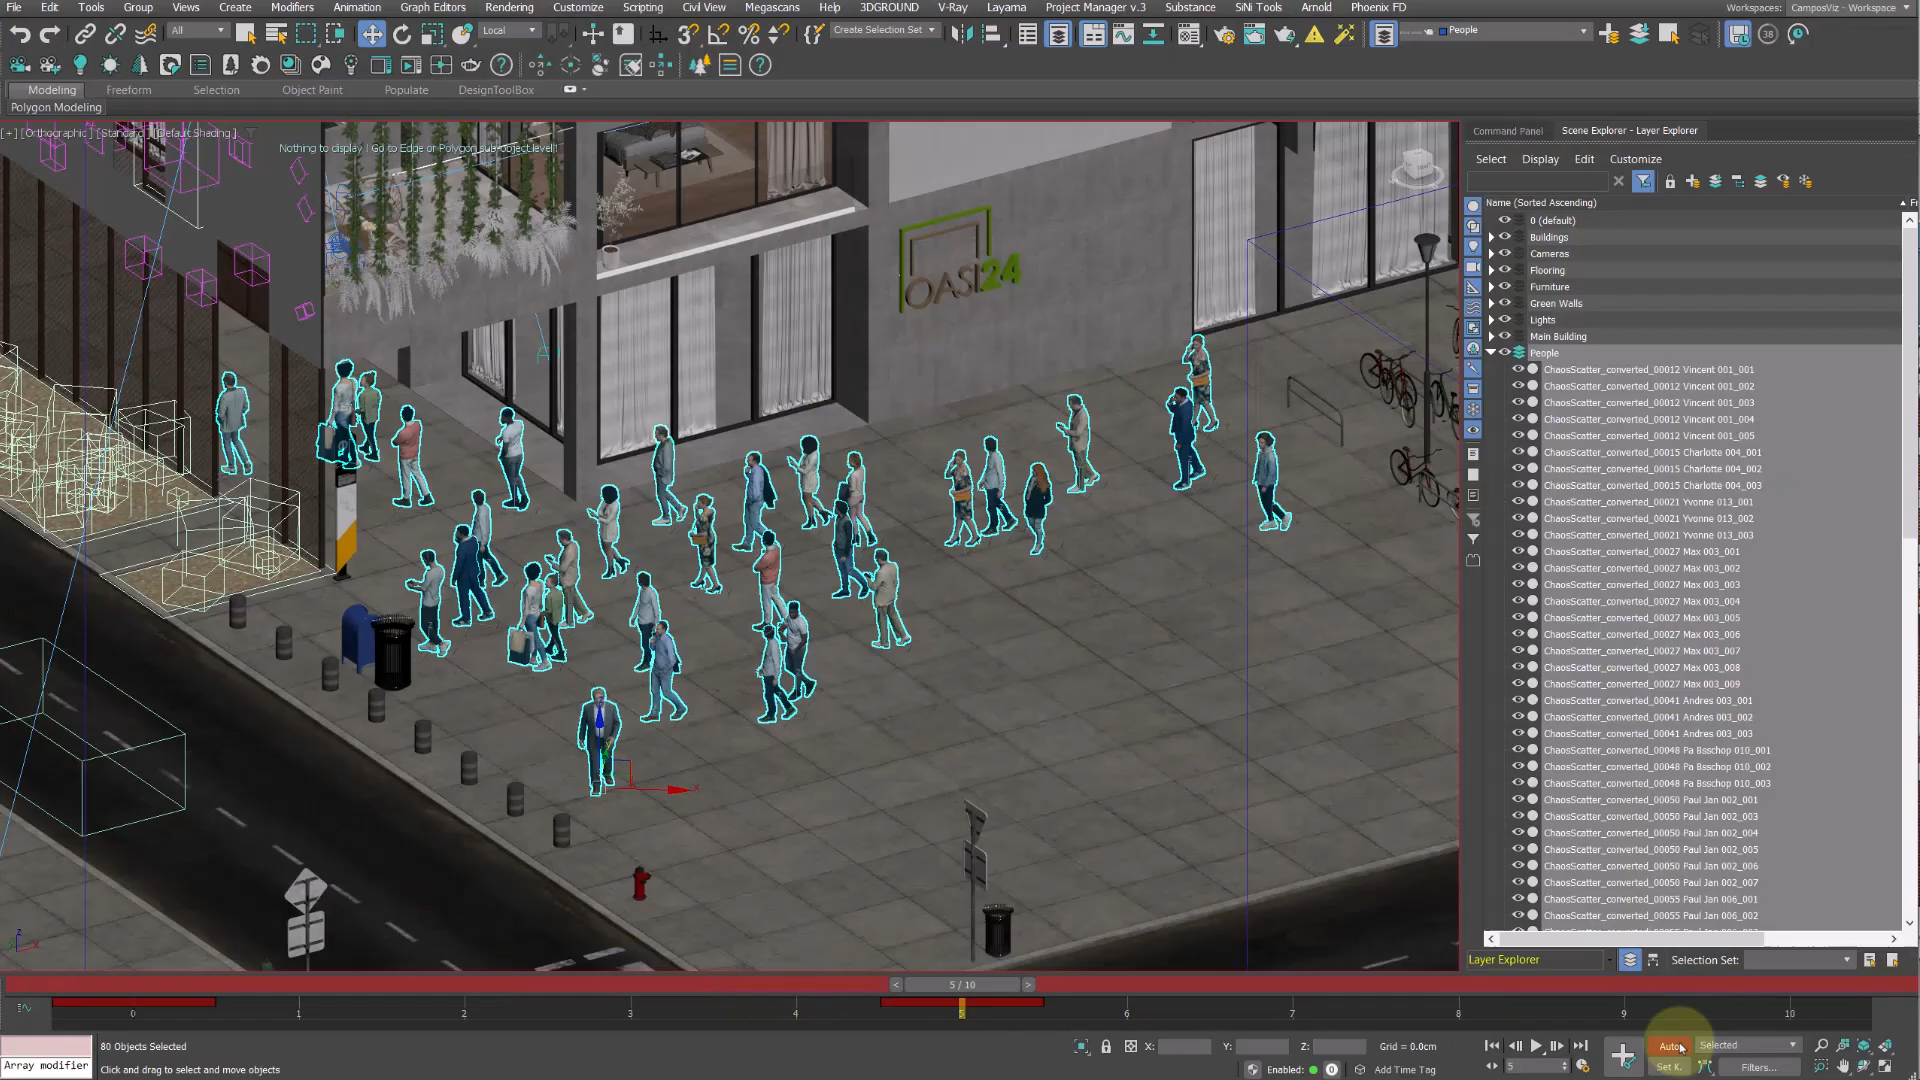 File Edit Tools Group Views Create Modifiers Animation Graph Editors Rendering Customize Scripting Civil View Megascans Help 3DGROUND V-Ray Layama Project Manager v.3 Substance SiNi Tools Arnold Phoenix FD
Workspaces: CamposViz - Workspace
All Local Create Selection Set People 38
Modeling Freeform Selection Object Paint Populate DesignToolBox
Polygon Modeling
[+] [Orthographic] [Standard] [Default Shading]
Nothing to display ! Go to Edge or Polygon sub-object level!
OASI24
Command Panel Scene Explorer - Layer Explorer
Select Display Edit Customize
Name (Sorted Ascending)
0 (default)
Buildings
Cameras
Flooring
Furniture
Green Walls
Lights
Main Building
People
ChaosScatter_converted_00012 Vincent 001_001
ChaosScatter_converted_00012 Vincent 001_002
ChaosScatter_converted_00012 Vincent 001_003
ChaosScatter_converted_00012 Vincent 001_004
ChaosScatter_converted_00012 Vincent 001_005
ChaosScatter_converted_00015 Charlotte 004_001
ChaosScatter_converted_00015 Charlotte 004_002
ChaosScatter_converted_00015 Charlotte 004_003
ChaosScatter_converted_00021 Yvonne 013_001
ChaosScatter_converted_00021 Yvonne 013_002
ChaosScatter_converted_00021 Yvonne 013_003
ChaosScatter_converted_00027 Max 003_001
ChaosScatter_converted_00027 Max 003_002
ChaosScatter_converted_00027 Max 003_003
ChaosScatter_converted_00027 Max 003_004
ChaosScatter_converted_00027 Max 003_005
ChaosScatter_converted_00027 Max 003_006
ChaosScatter_converted_00027 Max 003_007
ChaosScatter_converted_00027 Max 003_008
ChaosScatter_converted_00027 Max 003_009
ChaosScatter_converted_00041 Andres 003_001
ChaosScatter_converted_00041 Andres 003_002
ChaosScatter_converted_00041 Andres 003_003
ChaosScatter_converted_00048 Pa Bsschop 010_001
ChaosScatter_converted_00048 Pa Bsschop 010_002
ChaosScatter_converted_00048 Pa Bsschop 010_003
ChaosScatter_converted_00050 Paul Jan 002_001
ChaosScatter_converted_00050 Paul Jan 002_003
ChaosScatter_converted_00050 Paul Jan 002_004
ChaosScatter_converted_00050 Paul Jan 002_005
ChaosScatter_converted_00050 Paul Jan 002_006
ChaosScatter_converted_00050 Paul Jan 002_007
ChaosScatter_converted_00055 Paul Jan 006_001
ChaosScatter_converted_00055 Paul Jan 006_002
Layer Explorer Selection Set:
5 / 10
0 1 2 3 4 5 6 7 8 9 10
80 Objects Selected X: Y: Z: Grid = 0.0cm Auto Selected
Array modifier Click and drag to select and move objects Enabled: 0 Add Time Tag 5 Set K. Filters...